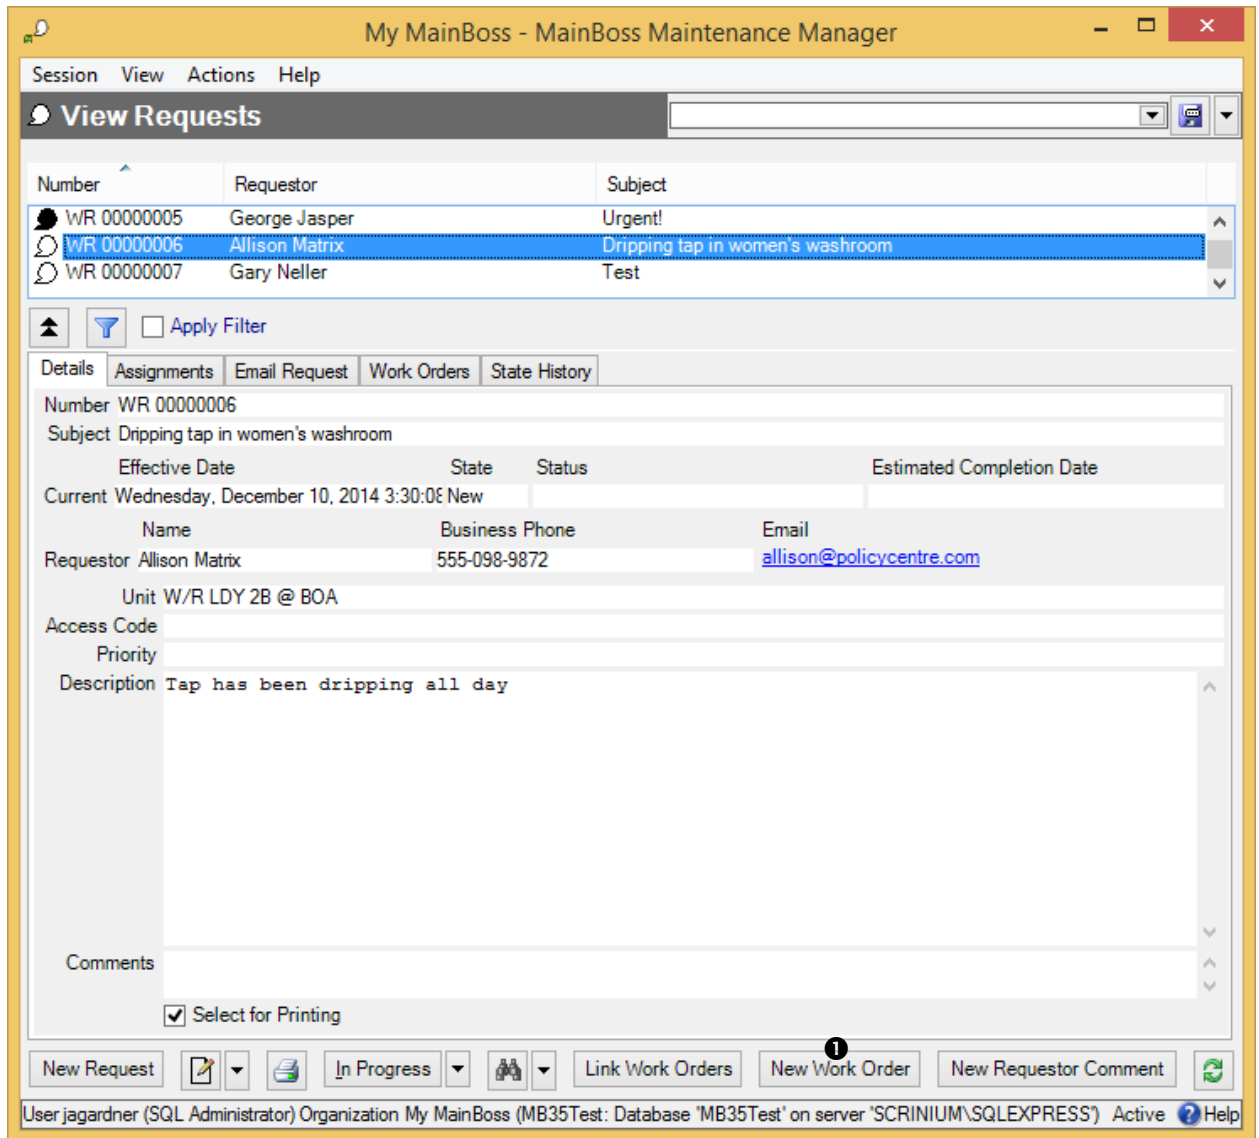 My MainBoss - MainBoss Maintenance Manager
Session View Actions Help
View Requests
Number Requestor Subject
WR 00000005 George Jasper Urgent!
WR 00000006 Allison Matrix Dripping tap in women's washroom
WR 00000007 Gary Neller Test
Apply Filter
Details Assignments Email Request Work Orders State History
Number WR 00000006
Subject Dripping tap in women's washroom
Effective Date State Status Estimated Completion Date
Current Wednesday, December 10, 2014 3:30:08 New
Name Business Phone Email
Requestor Allison Matrix 555-098-9872 allison@policycentre.com
Unit W/R LDY 2B @ BOA
Access Code
Priority
Description Tap has been dripping all day
Comments
Select for Printing
1
New Request In Progress Link Work Orders New Work Order New Requestor Comment
User jagardner (SQL Administrator) Organization My MainBoss (MB35Test: Database 'MB35Test' on server 'SCRINIUM\SQLEXPRESS') Active Help